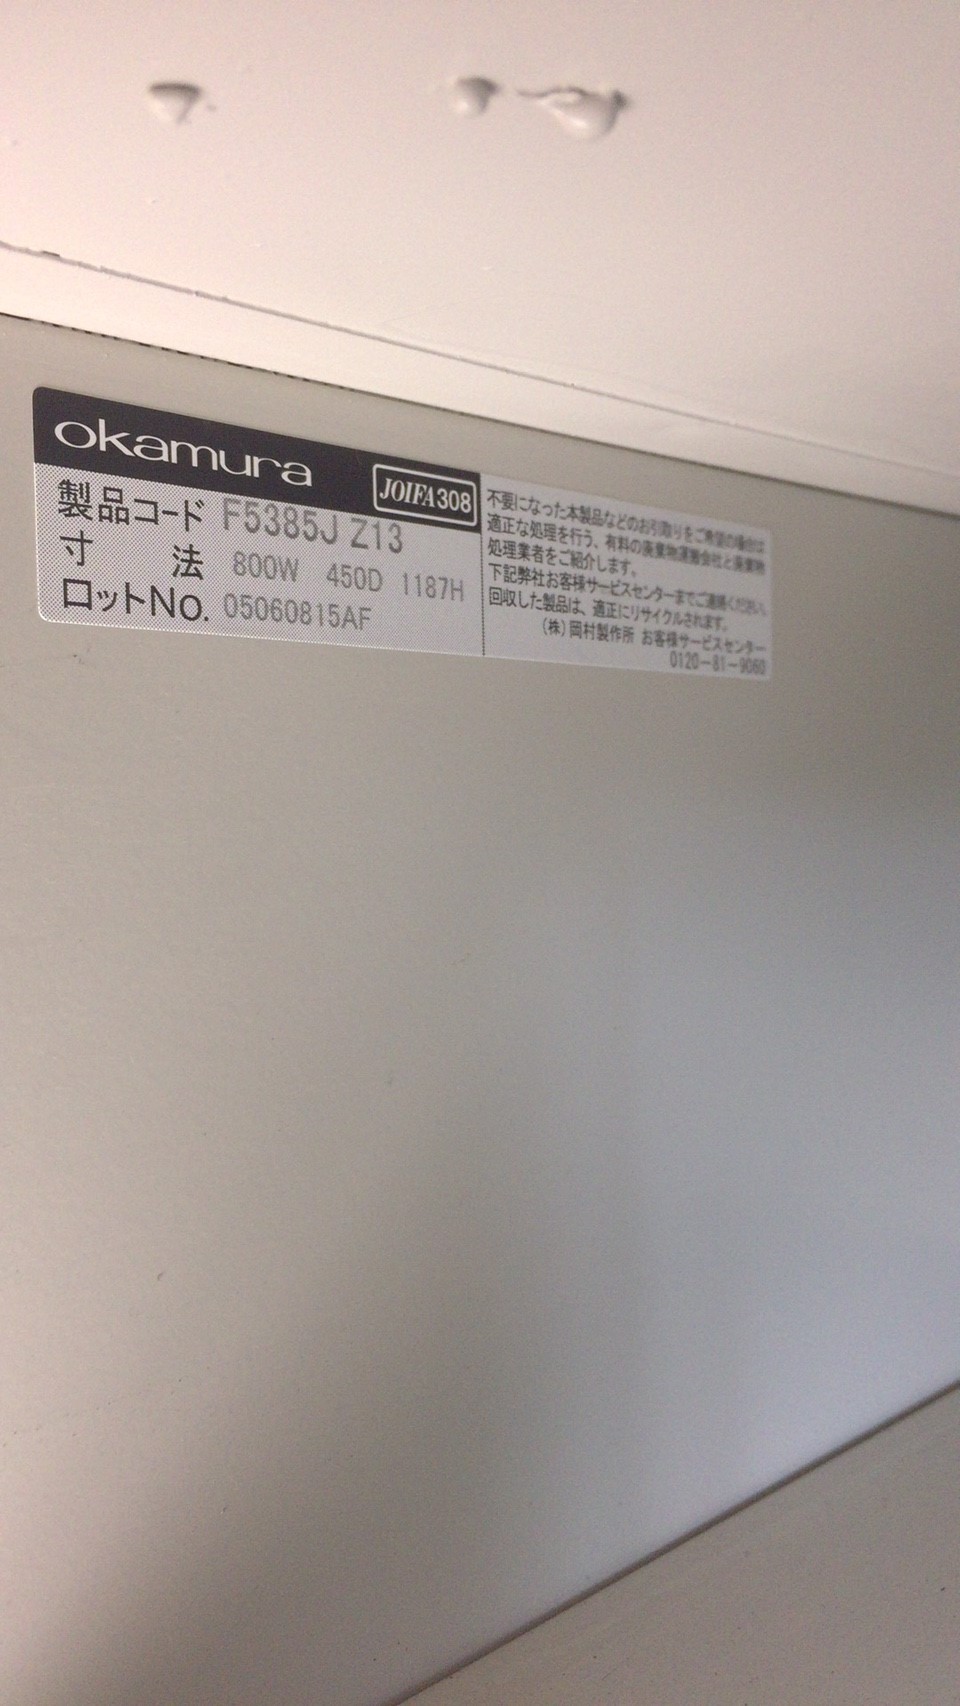 okamura
JOIFA308
製品コード F5385J Z13
寸 法 800W 450D 1187H
ロットNo. 05060815AF
不要になった本製品などのお引取りをご希望の場合は
適正な処理を行う、有料の廃棄物運搬会社と廃棄物
処理業者をご紹介します。
下記弊社お客様サービスセンターまでご連絡ください。
回収した製品は、適正にリサイクルされます。
(株)岡村製作所 お客様サービスセンター
0120-81-9060